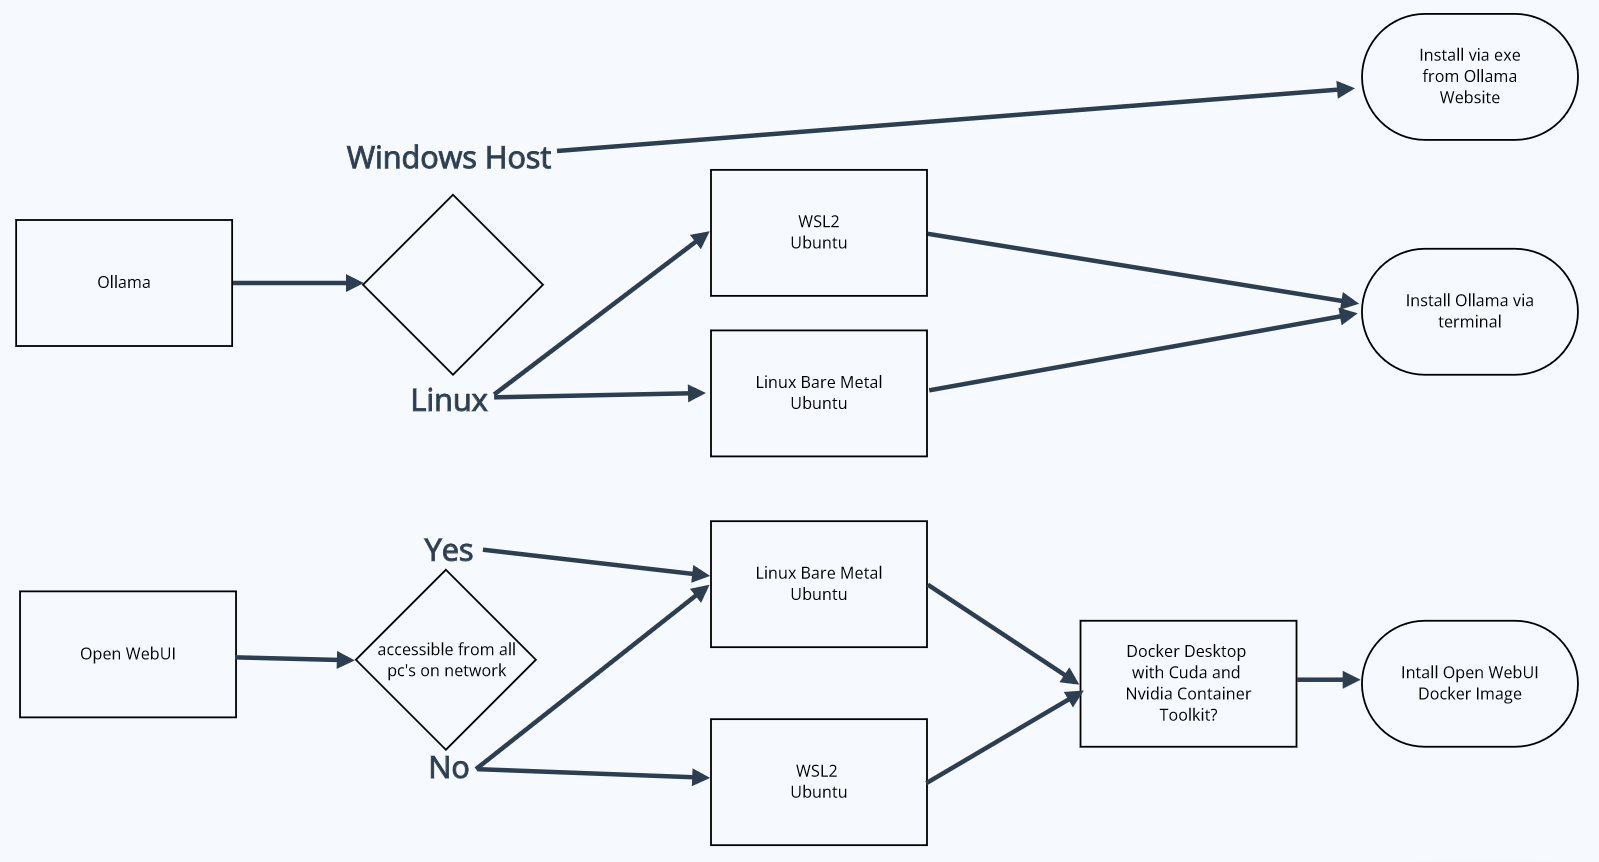 Install via exe
from Ollama
Website
Windows Host
WSL2
Ubuntu
Ollama
Install Ollama via
terminal
Linux Bare Metal
Ubuntu
Linux
Yes
Linux Bare Metal
Ubuntu
Open WebUI
accessible from all
pc's on network
Docker Desktop
with Cuda and
Nvidia Container
Toolkit?
Intall Open WebUI
Docker Image
No
WSL2
Ubuntu